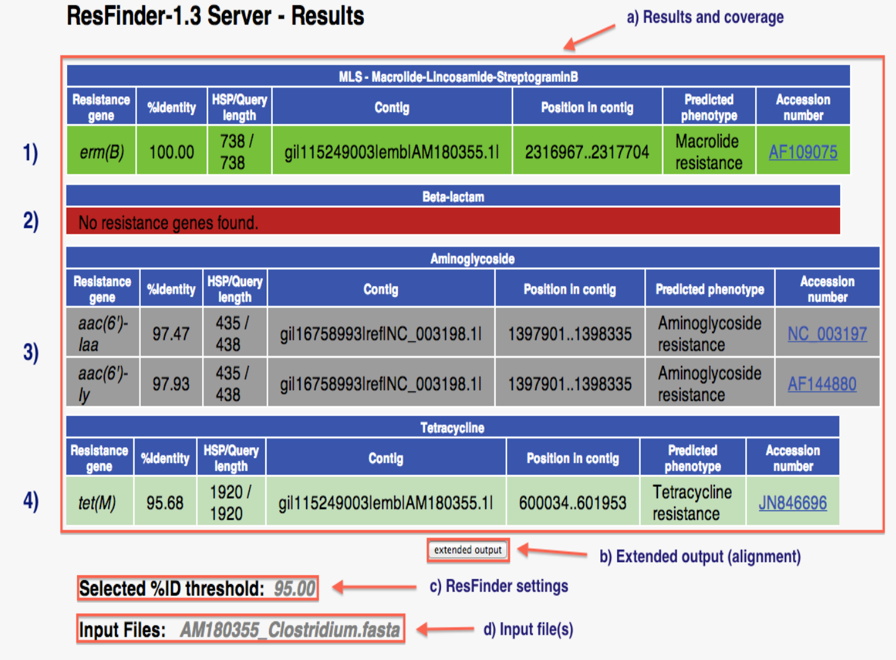 ResFinder-1.3 Server - Results
a) Results and coverage
MLS - Macrolide-Lincosamide-StreptograminB
Resistance gene %Identity HSP/Query length Contig Position in contig Predicted phenotype Accession number
1) erm(B) 100.00 738 / 738 gi|115249003|emb|AM180355.1| 2316967..2317704 Macrolide resistance AF109075
Beta-lactam
2) No resistance genes found.
Aminoglycoside
Resistance gene %Identity HSP/Query length Contig Position in contig Predicted phenotype Accession number
3)
aac(6')-Iaa 97.47 435 / 438 gi|16758993|ref|NC_003198.1| 1397901..1398335 Aminoglycoside resistance NC_003197
aac(6')-Iy 97.93 435 / 438 gi|16758993|ref|NC_003198.1| 1397901..1398335 Aminoglycoside resistance AF144880
Tetracycline
Resistance gene %Identity HSP/Query length Contig Position in contig Predicted phenotype Accession number
4) tet(M) 95.68 1920 / 1920 gi|115249003|emb|AM180355.1| 600034..601953 Tetracycline resistance JN846696
extended output
b) Extended output (alignment)
Selected %ID threshold: 95.00
c) ResFinder settings
Input Files: AM180355_Clostridium.fasta
d) Input file(s)